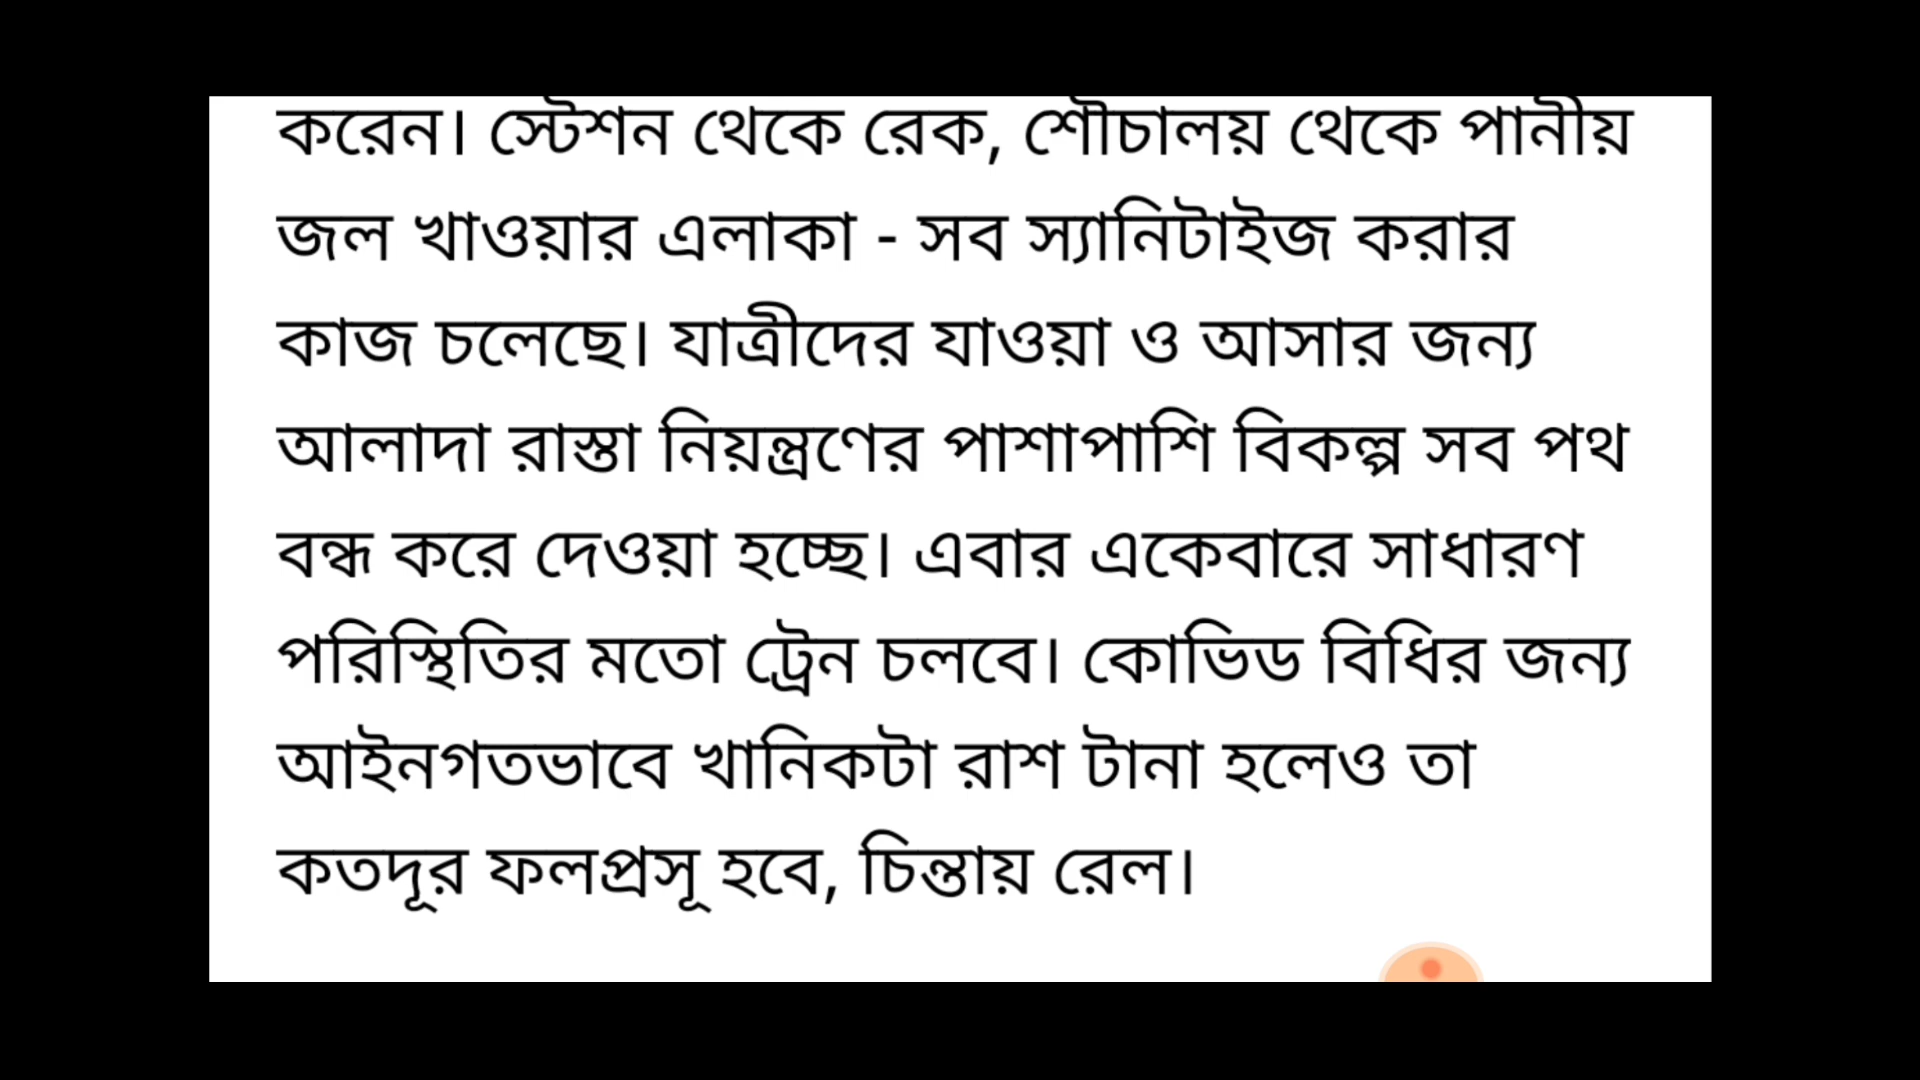 করেন। স্টেশন থেকে রেক, শৌচালয় থেকে পানীয়
জল খাওয়ার এলাকা - সব স্যানিটাইজ করার
কাজ চলেছে। যাত্রীদের যাওয়া ও আসার জন্য
আলাদা রাস্তা নিয়ন্ত্রণের পাশাপাশি বিকল্প সব পথ
বন্ধ করে দেওয়া হচ্ছে। এবার একেবারে সাধারণ
পরিস্থিতির মতো ট্রেন চলবে। কোভিড বিধির জন্য
আইনগতভাবে খানিকটা রাশ টানা হলেও তা
কতদূর ফলপ্রসূ হবে, চিন্তায় রেল।